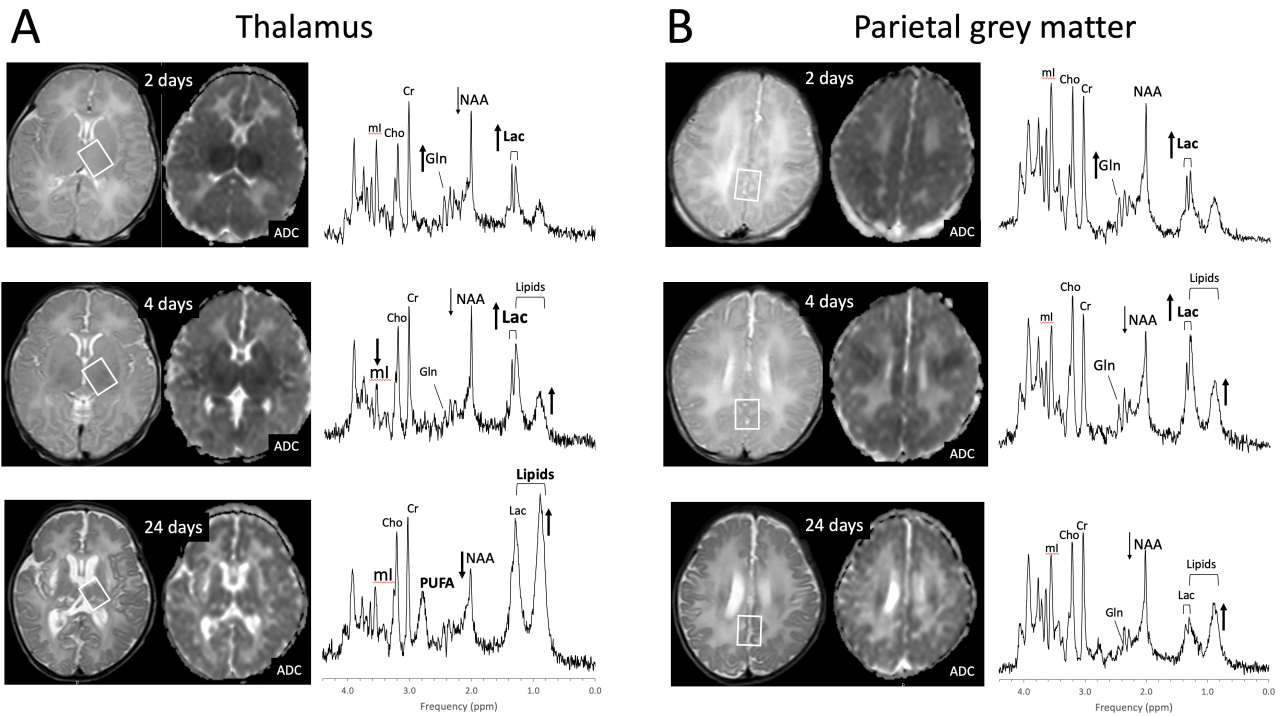 A
Thalamus
2 days
ADC
mI
Cho
Cr
Gln
NAA
Lac
4 days
ADC
mI
Cho
Cr
Gln
NAA
Lac
Lipids
24 days
ADC
mI
Cho
Cr
PUFA
NAA
Lac
Lipids
4.0 3.0 2.0 1.0 0.0
Frequency (ppm)
B
Parietal grey matter
2 days
ADC
mI
Cho
Cr
Gln
NAA
Lac
4 days
ADC
mI
Cho
Cr
Gln
NAA
Lac
Lipids
24 days
ADC
mI
Cho
Cr
Gln
NAA
Lac
Lipids
4.0 3.0 2.0 1.0 0.0
Frequency (ppm)